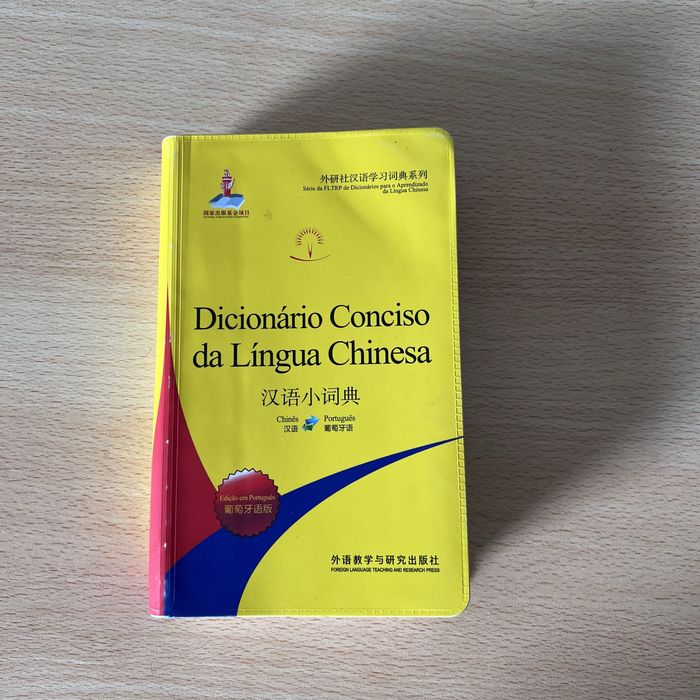 外研社汉语学习词典系列
Série da FLTRP de Dicionários para o Aprendizado
da Língua Chinesa
国家出版基金项目
NATIONAL PUBLICATION FOUNDATION
Dicionário Conciso
da Língua Chinesa
汉语小词典
Chinês Português
汉语 葡萄牙语
Edição em Português
葡萄牙语版
外语教学与研究出版社
FOREIGN LANGUAGE TEACHING AND RESEARCH PRESS